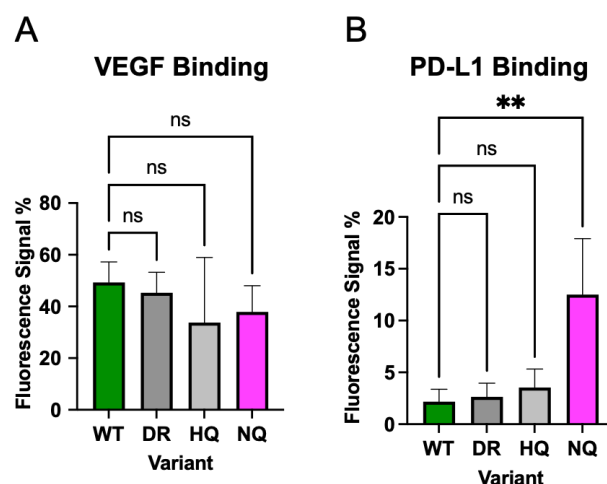 A
VEGF Binding
ns
ns
ns
Fluorescence Signal %
80
60
40
20
0
WT DR HQ NQ
Variant
B
PD-L1 Binding
**
ns
ns
Fluorescence Signal %
20
15
10
5
0
WT DR HQ NQ
Variant